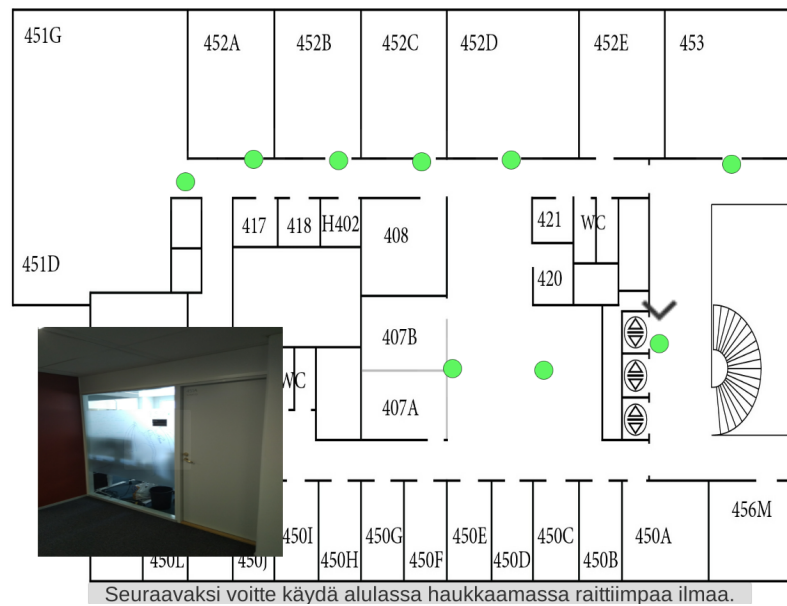 451G
452A
452B
452C
452D
452E
453
417
418
H402
408
421
WC
451D
420
407B
WC
407A
450L
450J
450I
450H
450G
450F
450E
450D
450C
450B
450A
456M
Seuraavaksi voitte käydä alulassa haukkaamassa raittiimpaa ilmaa.